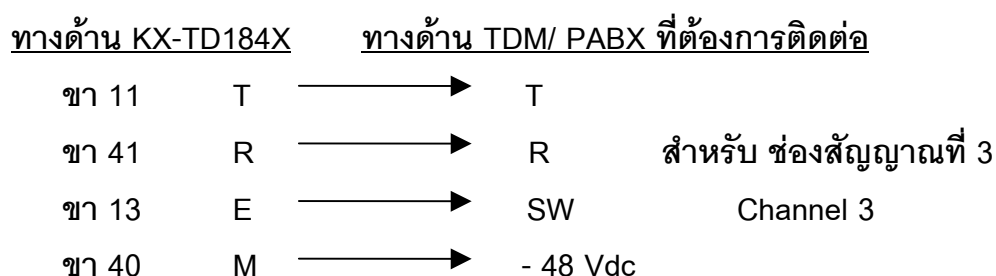 ทางด้าน KX-TD184X ทางด้าน TDM/ PABX ที่ต้องการติดต่อ
ขา 11 T T
ขา 41 R R สำหรับ ช่องสัญญาณที่ 3
ขา 13 E SW Channel 3
ขา 40 M - 48 Vdc